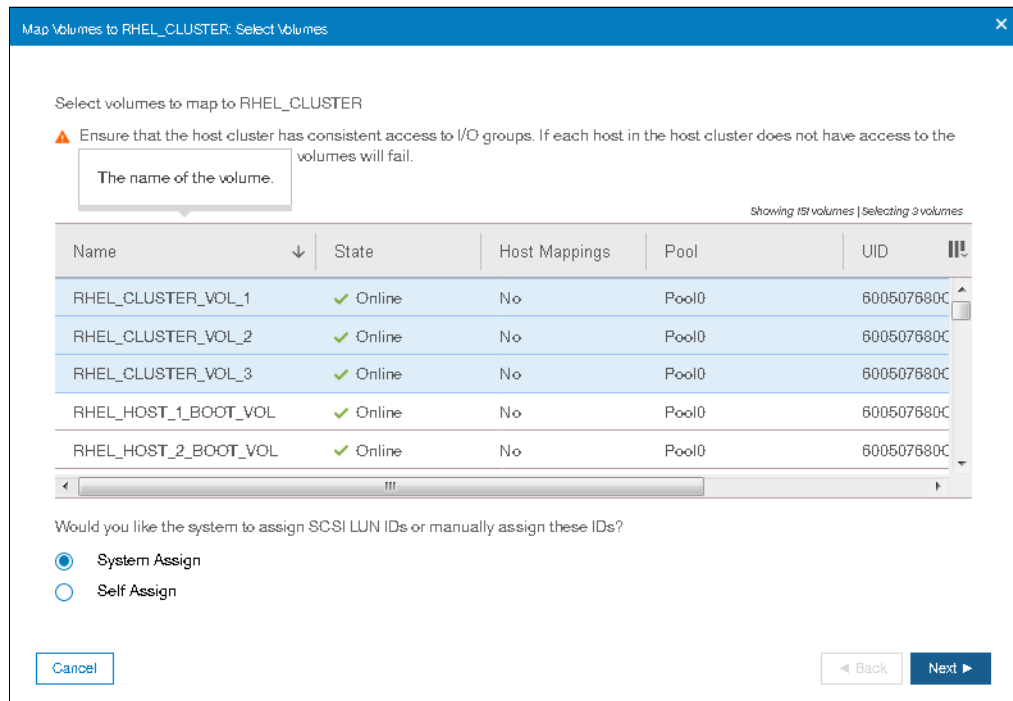 Map Volumes to RHEL_CLUSTER: Select Volumes
Select volumes to map to RHEL_CLUSTER
Ensure that the host cluster has consistent access to I/O groups. If each host in the host cluster does not have access to the
volumes will fail.
The name of the volume.
Showing 151 volumes | Selecting 3 volumes
Name State Host Mappings Pool UID
RHEL_CLUSTER_VOL_1 Online No Pool0 600507680C
RHEL_CLUSTER_VOL_2 Online No Pool0 600507680C
RHEL_CLUSTER_VOL_3 Online No Pool0 600507680C
RHEL_HOST_1_BOOT_VOL Online No Pool0 600507680C
RHEL_HOST_2_BOOT_VOL Online No Pool0 600507680C
Would you like the system to assign SCSI LUN IDs or manually assign these IDs?
System Assign
Self Assign
Cancel Back Next